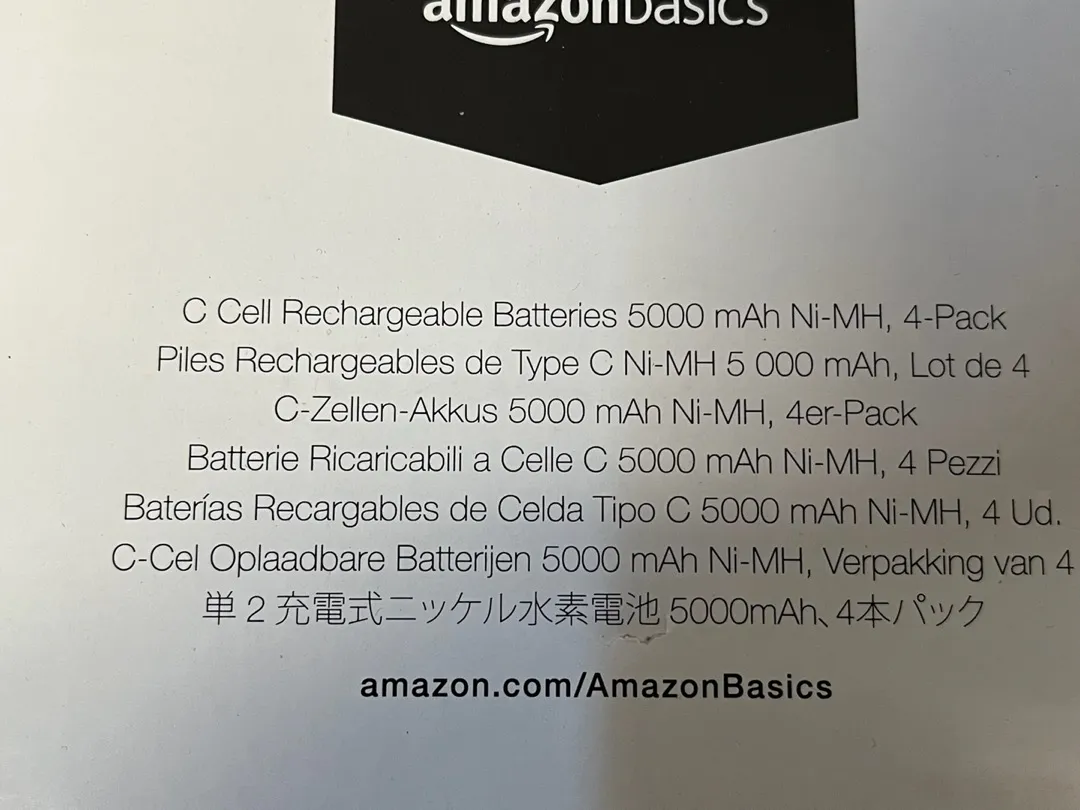 amazonbasics
C Cell Rechargeable Batteries 5000 mAh Ni-MH, 4-Pack
Piles Rechargeables de Type C Ni-MH 5 000 mAh, Lot de 4
C-Zellen-Akkus 5000 mAh Ni-MH, 4er-Pack
Batterie Ricaricabili a Celle C 5000 mAh Ni-MH, 4 Pezzi
Baterías Recargables de Celda Tipo C 5000 mAh Ni-MH, 4 Ud.
C-Cel Oplaadbare Batterijen 5000 mAh Ni-MH, Verpakking van 4
単２充電式ニッケル水素電池 5000mAh、4本パック
amazon.com/AmazonBasics